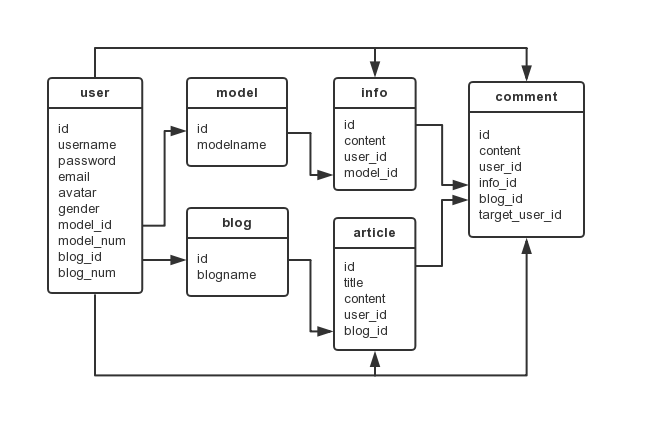 user
id
username
password
email
avatar
gender
model_id
model_num
blog_id
blog_num
model
id
modelname
blog
id
blogname
info
id
content
user_id
model_id
article
id
title
content
user_id
blog_id
comment
id
content
user_id
info_id
blog_id
target_user_id